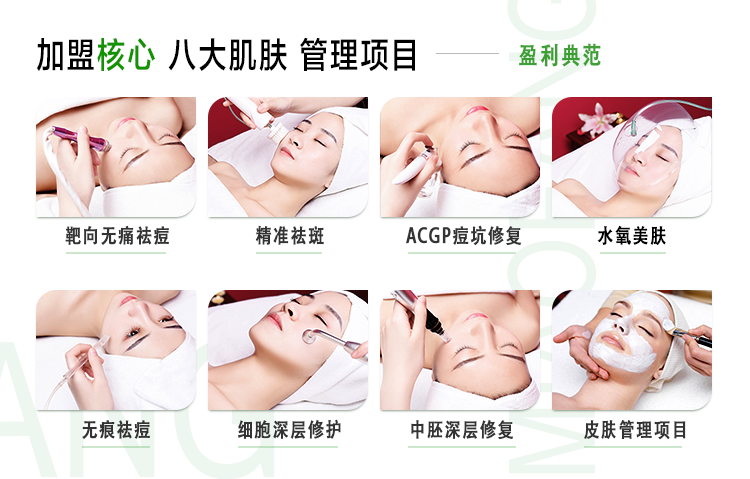 加盟核心 八大肌肤 管理项目
盈利典范
靶向无痛祛痘
精准祛斑
ACGP痘坑修复
水氧美肤
无痕祛痘
细胞深层修护
中胚深层修复
皮肤管理项目
ANG